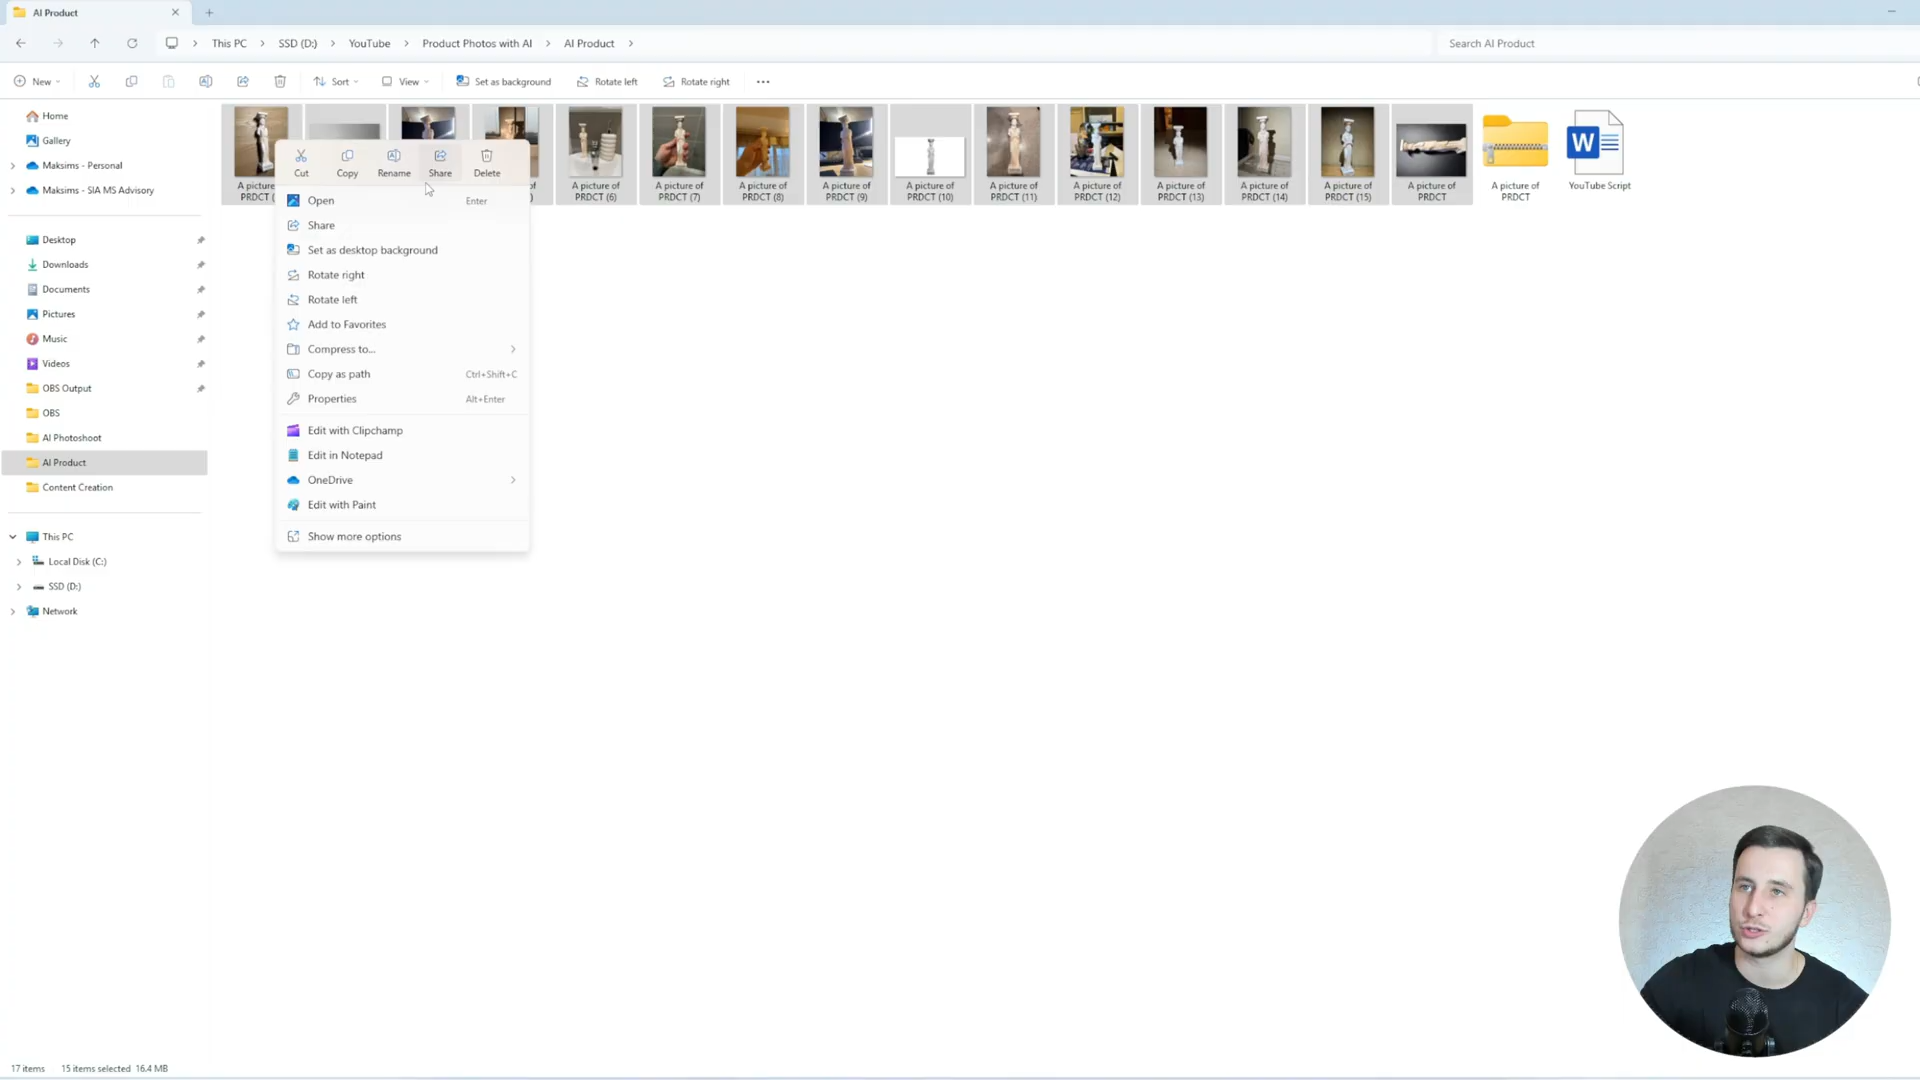 AI Product
This PC
SSD (D:)
YouTube
Product Photos with AI
AI Product
Search AI Product
New
Sort
View
Set as background
Rotate left
Rotate right
Home
Gallery
Maksims - Personal
Maksims - SIA MS Advisory
Desktop
Downloads
Documents
Pictures
Music
Videos
OBS Output
OBS
AI Photoshoot
AI Product
Content Creation
This PC
Local Disk (C:)
SSD (D:)
Network
A picture of
PRDCT (
A picture of
PRDCT (6)
A picture of
PRDCT (7)
A picture of
PRDCT (8)
A picture of
PRDCT (9)
A picture of
PRDCT (10)
A picture of
PRDCT (11)
A picture of
PRDCT (12)
A picture of
PRDCT (13)
A picture of
PRDCT (14)
A picture of
PRDCT (15)
A picture of
PRDCT
A picture of
PRDCT
W
YouTube Script
Cut
Copy
Rename
Share
Delete
Open Enter
Share
Set as desktop background
Rotate right
Rotate left
Add to Favorites
Compress to...
Copy as path Ctrl+Shift+C
Properties Alt+Enter
Edit with Clipchamp
Edit in Notepad
OneDrive
Edit with Paint
Show more options
17 items 15 items selected 16.4 MB